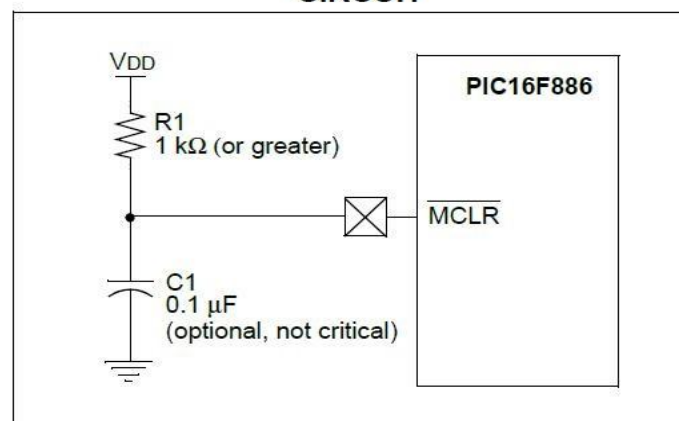 CIRCUIT
VDD
PIC16F886
R1
1 kΩ (or greater)
MCLR
C1
0.1 μF
(optional, not critical)